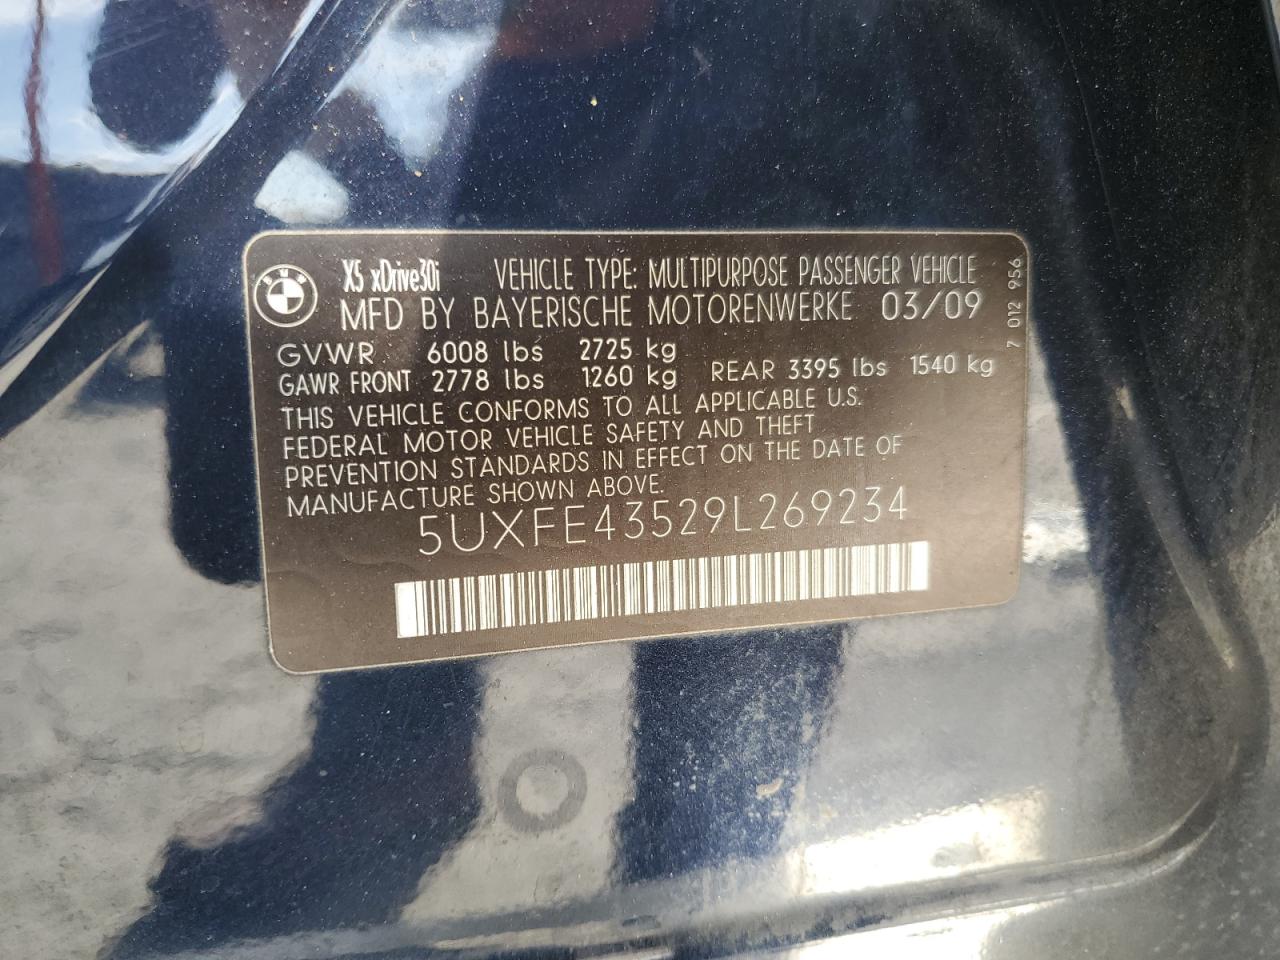 X5 xDrive30i VEHICLE TYPE: MULTIPURPOSE PASSENGER VEHICLE
MFD BY BAYERISCHE MOTORENWERKE 03/09
GVWR 6008 lbs 2725 kg
GAWR FRONT 2778 lbs 1260 kg REAR 3395 lbs 1540 kg
THIS VEHICLE CONFORMS TO ALL APPLICABLE U.S.
FEDERAL MOTOR VEHICLE SAFETY AND THEFT
PREVENTION STANDARDS IN EFFECT ON THE DATE OF
MANUFACTURE SHOWN ABOVE.
5UXFE43529L269234
7 012 956
BMW